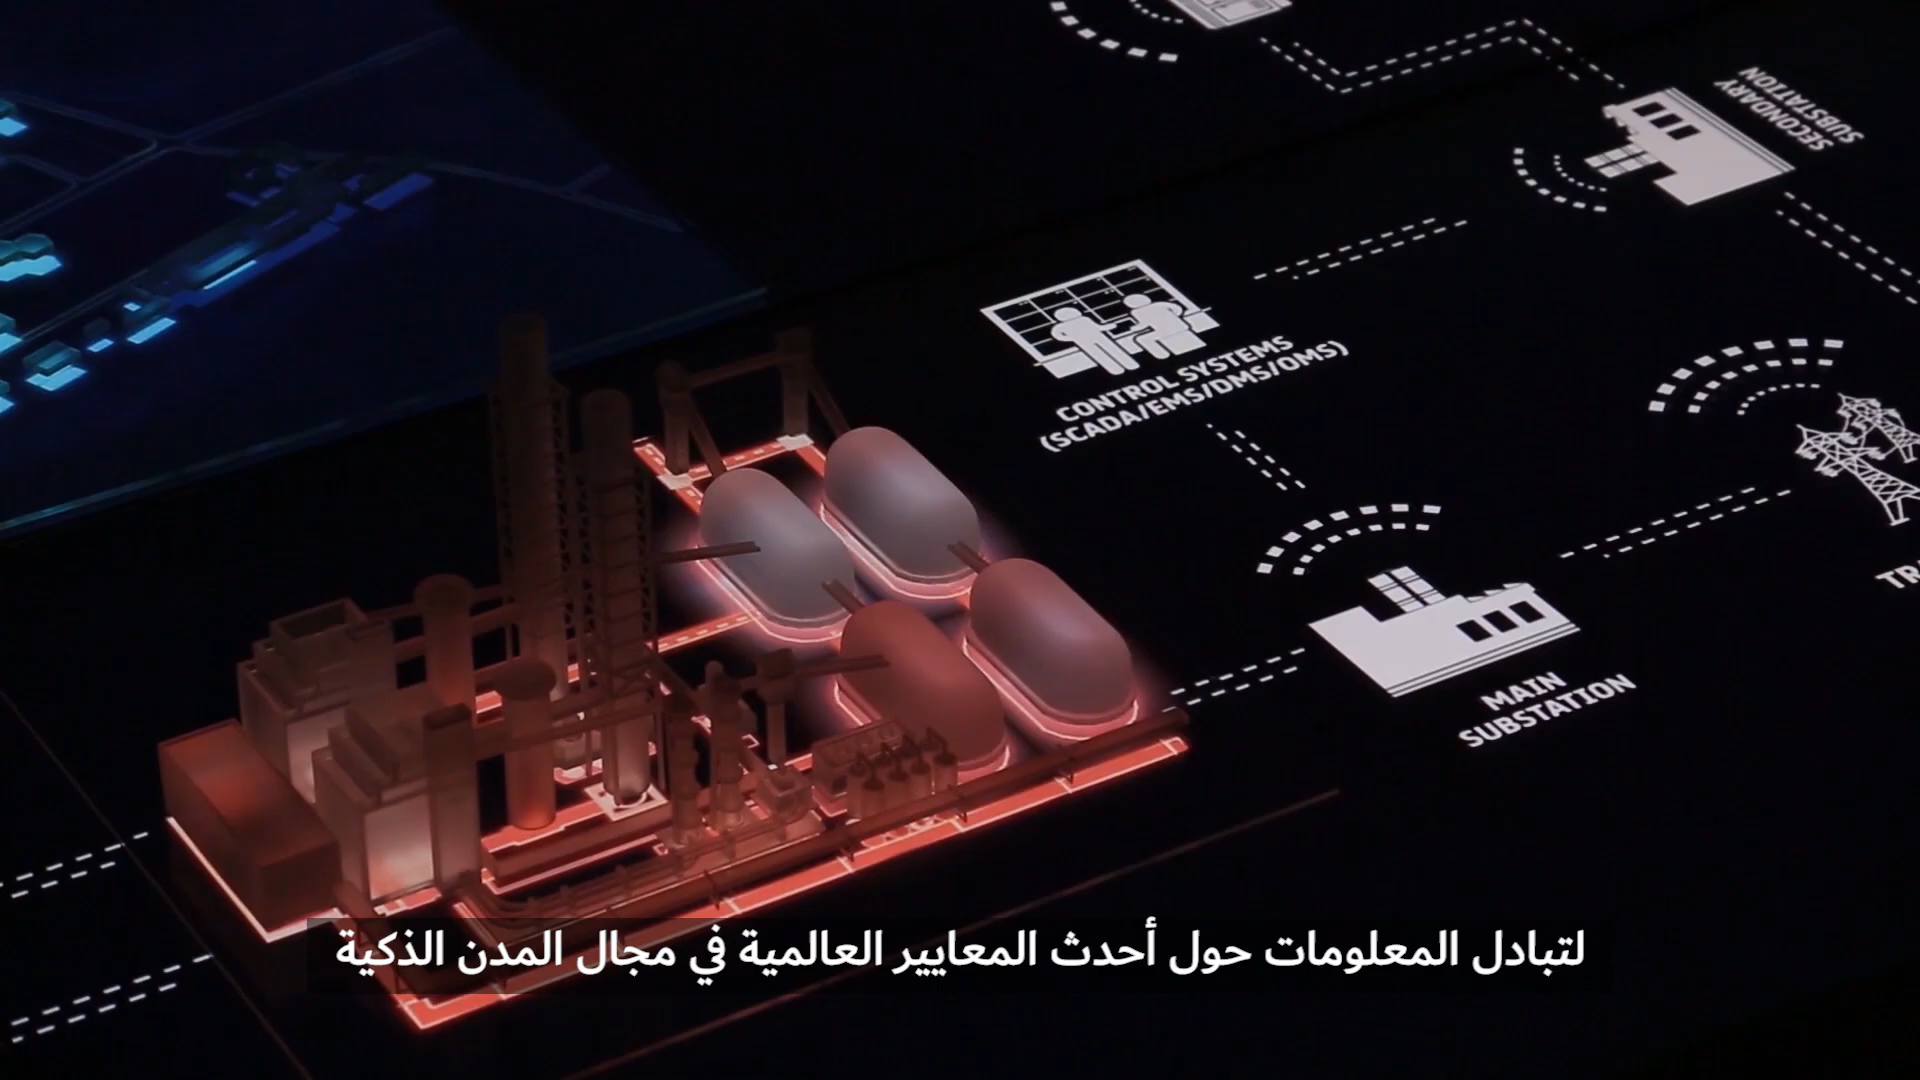 SECONDARY
SUBSTATION
CONTROL SYSTEMS
(SCADA/EMS/DMS/OMS)
MAIN
SUBSTATION
لتبادل المعلومات حول أحدث المعايير العالمية في مجال المدن الذكية